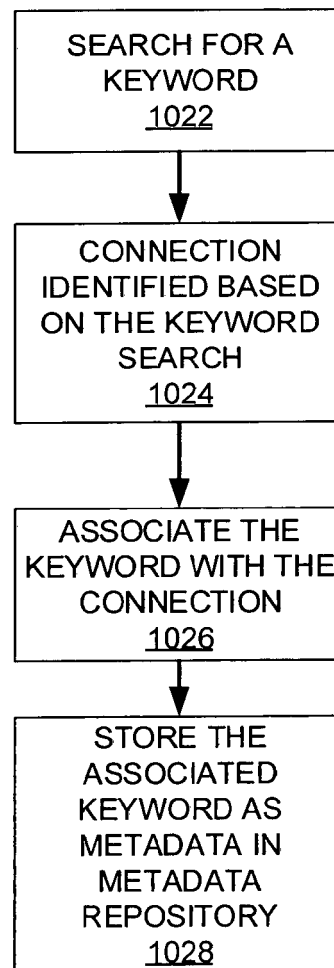 SEARCH FOR A
KEYWORD
1022
CONNECTION
IDENTIFIED BASED
ON THE KEYWORD
SEARCH
1024
ASSOCIATE THE
KEYWORD WITH THE
CONNECTION
1026
STORE THE
ASSOCIATED
KEYWORD AS
METADATA IN
METADATA
REPOSITORY
1028